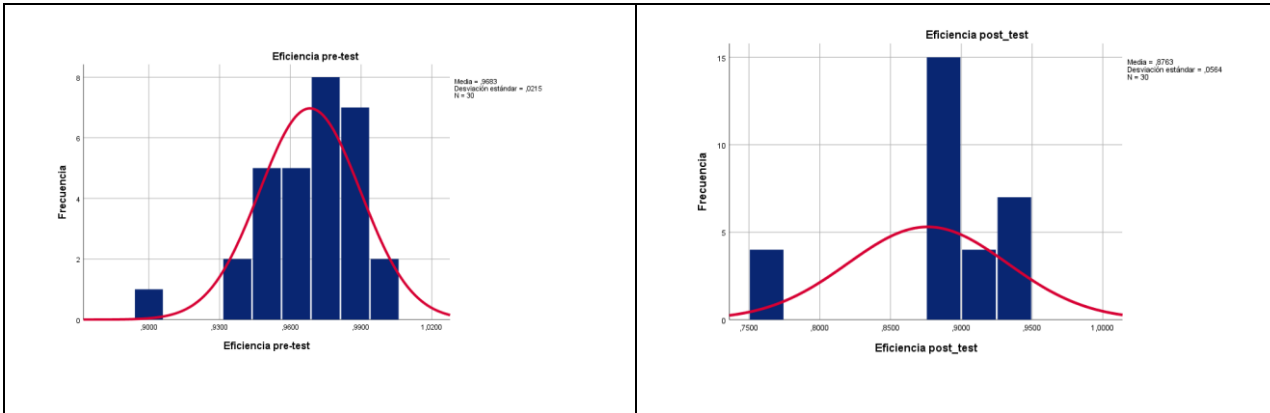 Eficiencia pre-test
Media = ,9683
Desviación estándar = ,0215
N = 30
Frecuencia
8
6
4
2
0
,9000 ,9300 ,9600 ,9900 1,0200
Eficiencia pre-test
Eficiencia post_test
Media = ,8763
Desviación estándar = ,0564
N = 30
Frecuencia
15
10
5
0
,7500 ,8000 ,8500 ,9000 ,9500 1,0000
Eficiencia post_test